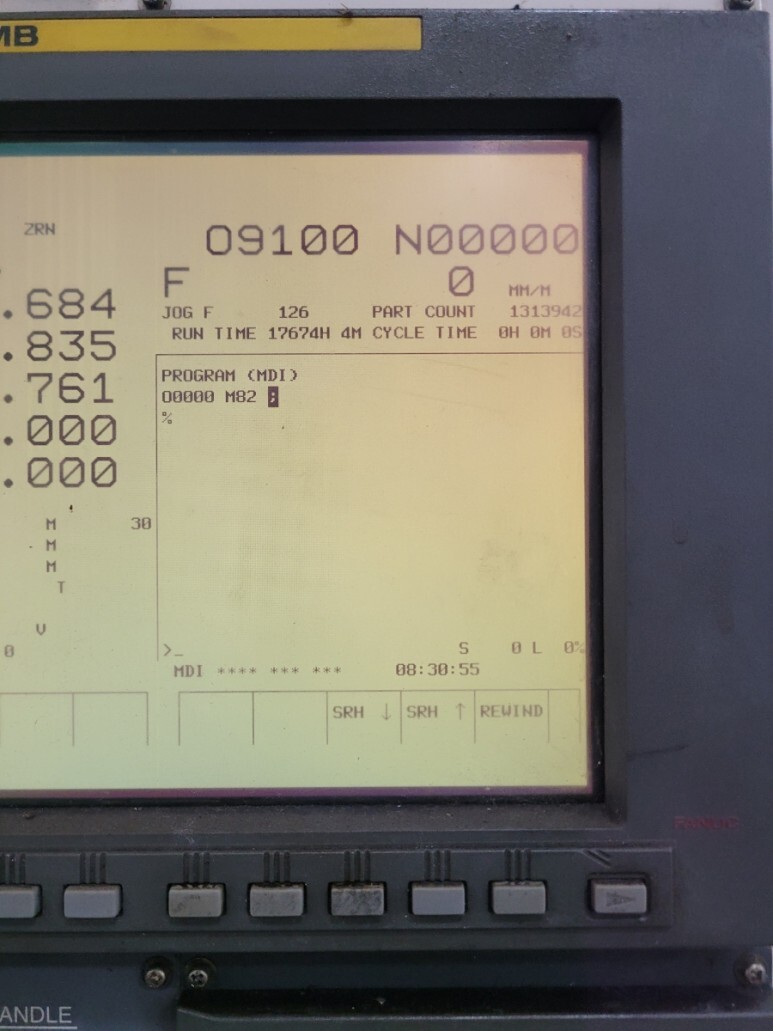 MB
ZRN
O9100 N00000
F 0 MM/M
.684
JOG F 126 PART COUNT 1313942
RUN TIME 17674H 4M CYCLE TIME 0H 0M 0S
.835
.761
.000
.000
PROGRAM (MDI)
O0000 M82 ;
%
M 30
M
M
T
V
0
>_ S 0 L 0%
MDI **** *** *** 08:30:55
SRH ↓ SRH ↑ REWIND
FANUC
ANDLE